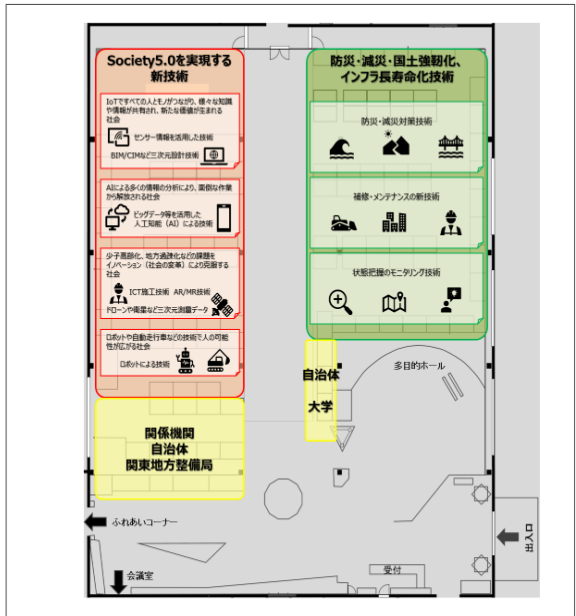 Society5.0を実現する
新技術
IoTですべての人とモノがつながり、様々な知識
や情報が共有され、新たな価値が生まれる
社会
センサー情報を活用した技術
BIM/CIMなど三次元設計技術
AIによる多くの情報の分析により、面倒な作業
から解放される社会
ビッグデータ等を活用した
人工知能（AI）による技術
少子高齢化、地方過疎化などの課題を
イノベーション（社会の変革）により克服する
社会
ICT施工技術 AR/MR技術
ドローンや衛星など三次元測量データ
ロボットや自動走行車などの技術で人の可能
性が広がる社会
ロボットによる技術
関係機関
自治体
関東地方整備局
防災・減災・国土強靭化、
インフラ長寿命化技術
防災・減災対策技術
補修・メンテナンスの新技術
状態把握のモニタリング技術
自治体
大学
多目的ホール
ふれあいコーナー
会議室
受付
出入口